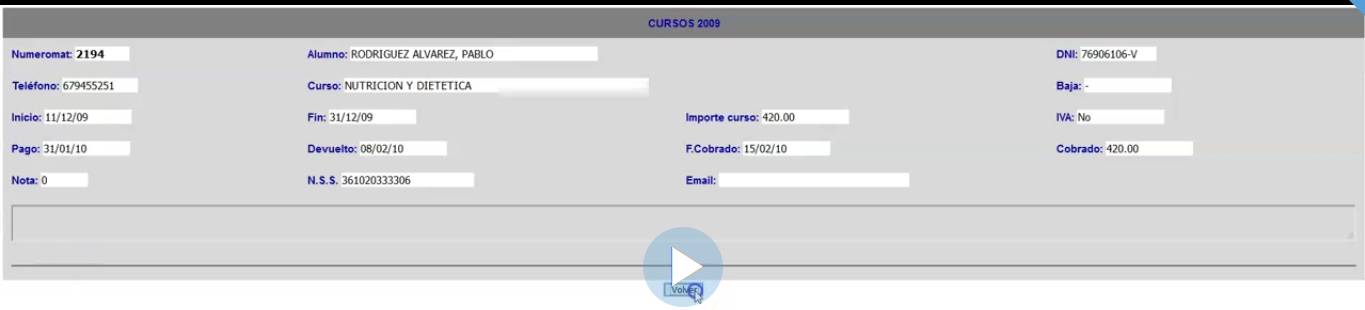 CURSOS 2009
Numeromat: 2194 Alumno: RODRIGUEZ ALVAREZ, PABLO DNI: 76906106-V
Teléfono: 679455251 Curso: NUTRICION Y DIETETICA Baja: -
Inicio: 11/12/09 Fin: 31/12/09 Importe curso: 420.00 IVA: No
Pago: 31/01/10 Devuelto: 08/02/10 F.Cobrado: 15/02/10 Cobrado: 420.00
Nota: 0 N.S.S. 361020333306 Email:
Volver